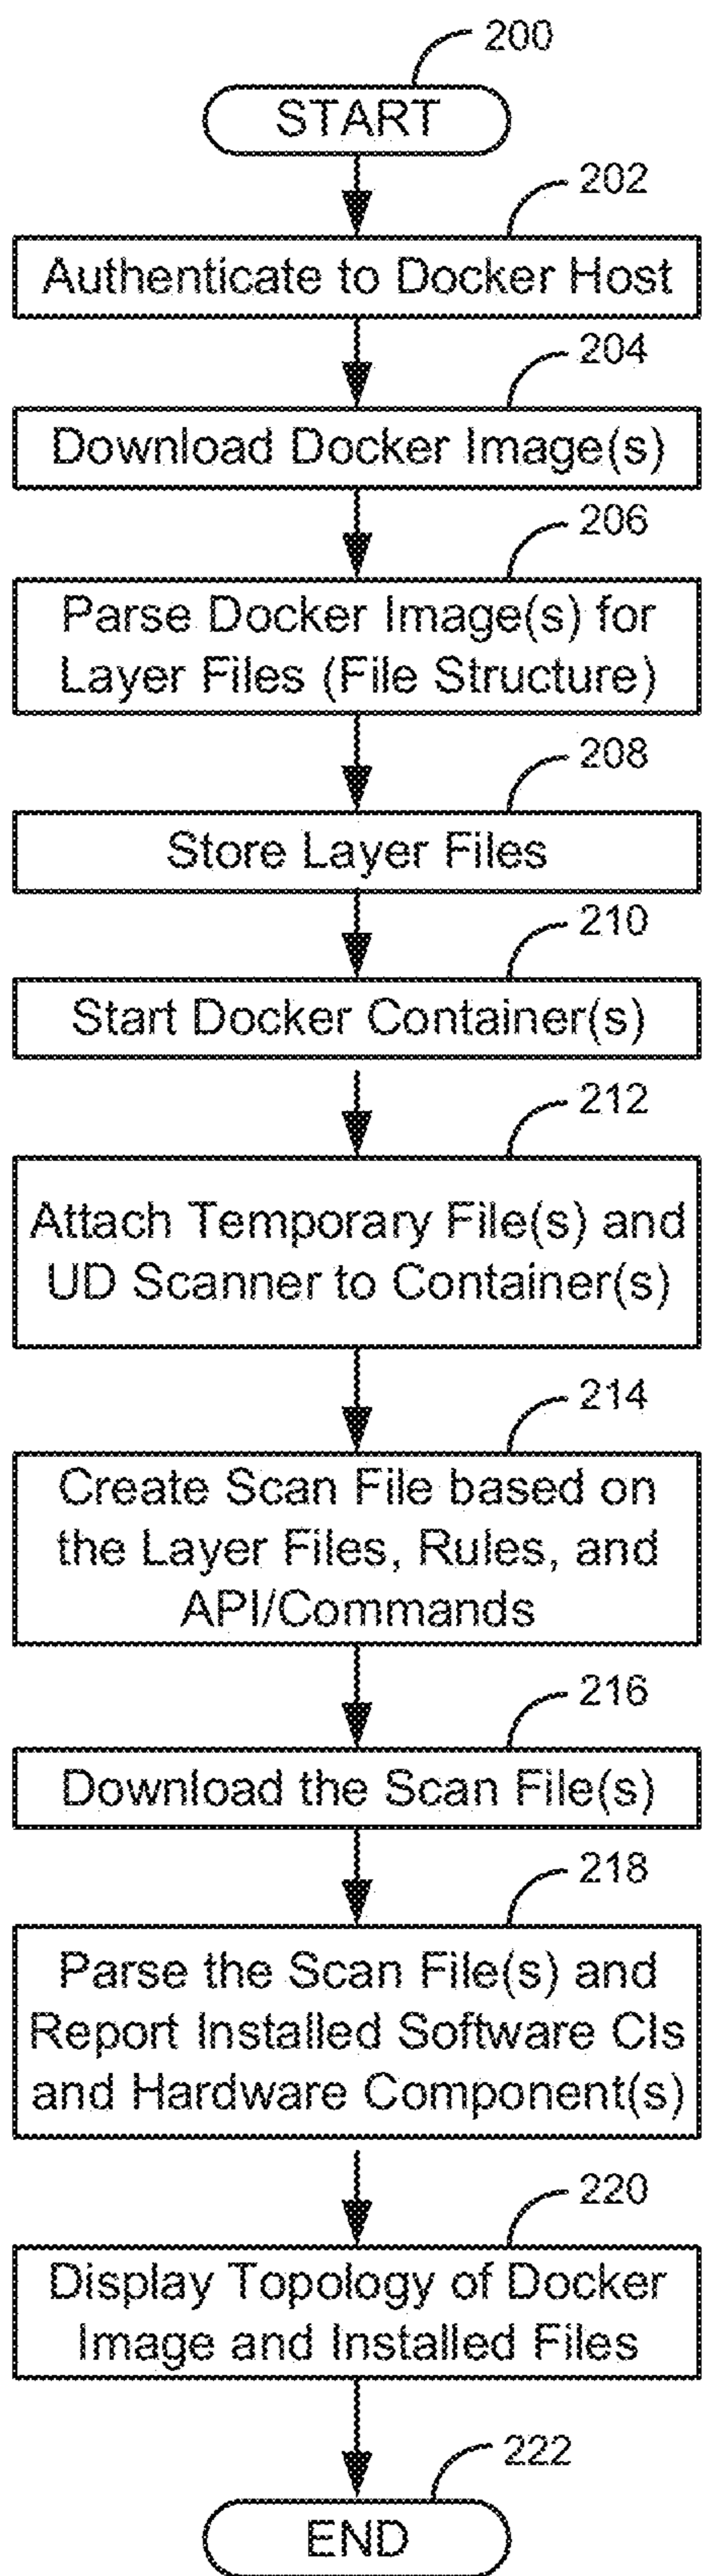 200
START
202
Authenticate to Docker Host
204
Download Docker Image(s)
206
Parse Docker Image(s) for
Layer Files (File Structure)
208
Store Layer Files
210
Start Docker Container(s)
212
Attach Temporary File(s) and
UD Scanner to Container(s)
214
Create Scan File based on
the Layer Files, Rules, and
API/Commands
216
Download the Scan File(s)
218
Parse the Scan File(s) and
Report Installed Software CIs
and Hardware Component(s)
220
Display Topology of Docker
Image and Installed Files
222
END